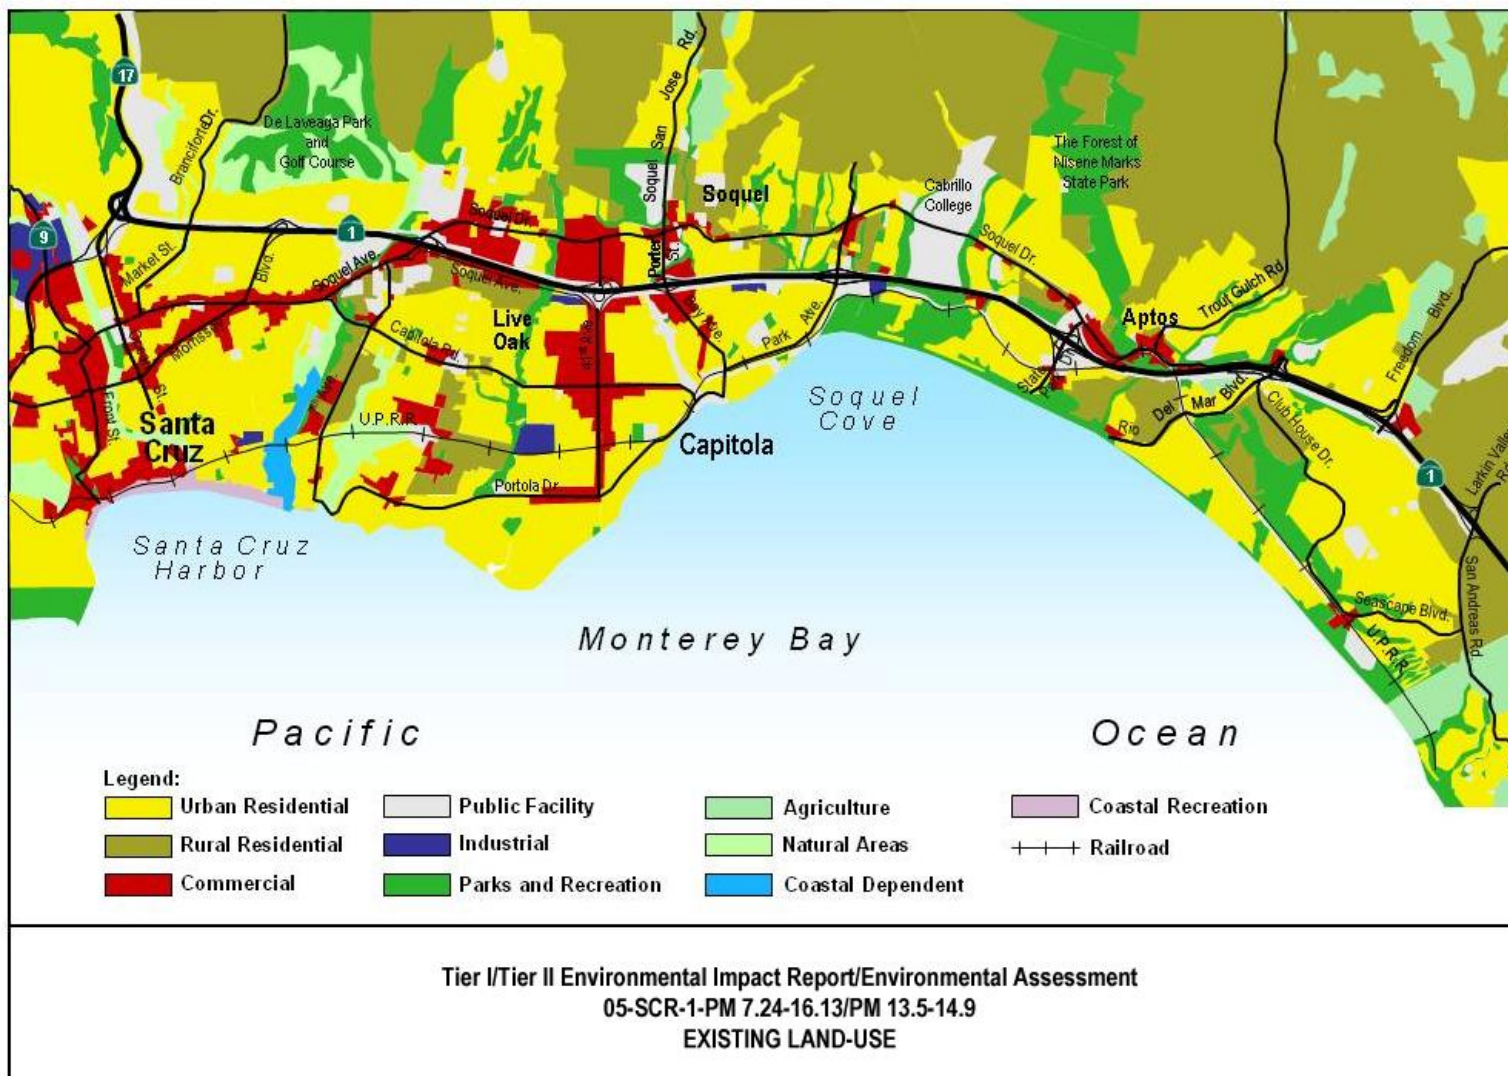 17
Branciforte Dr.
De Laveaga Park
and
Golf Course
Soquel San Jose Rd.
Soquel
Cabrillo
College
The Forest of
Nisene Marks
State Park
9
1
Market St.
Blvd.
Soquel Ave.
Soquel Dr.
Soquel Ave.
Porter St.
Soquel Dr.
Trout Gulch Rd
Freedom Blvd.
Morrissey
Live
Oak
Capitola Rd.
41st Ave.
Bay Ave.
Park Ave.
Aptos
State Park Dr.
Rio Del Mar Blvd.
Club House Dr.
Front St.
Santa
Cruz
U.P.R.R
Capitola
Soquel
Cove
1
Portola Dr.
Santa Cruz
Harbor
San Andreas Rd.
Seascape Blvd.
U.P.R.R.
Monterey Bay
Pacific
Ocean
Legend:
Urban Residential
Public Facility
Agriculture
Coastal Recreation
Rural Residential
Industrial
Natural Areas
Railroad
Commercial
Parks and Recreation
Coastal Dependent
Tier I/Tier II Environmental Impact Report/Environmental Assessment
05-SCR-1-PM 7.24-16.13/PM 13.5-14.9
EXISTING LAND-USE